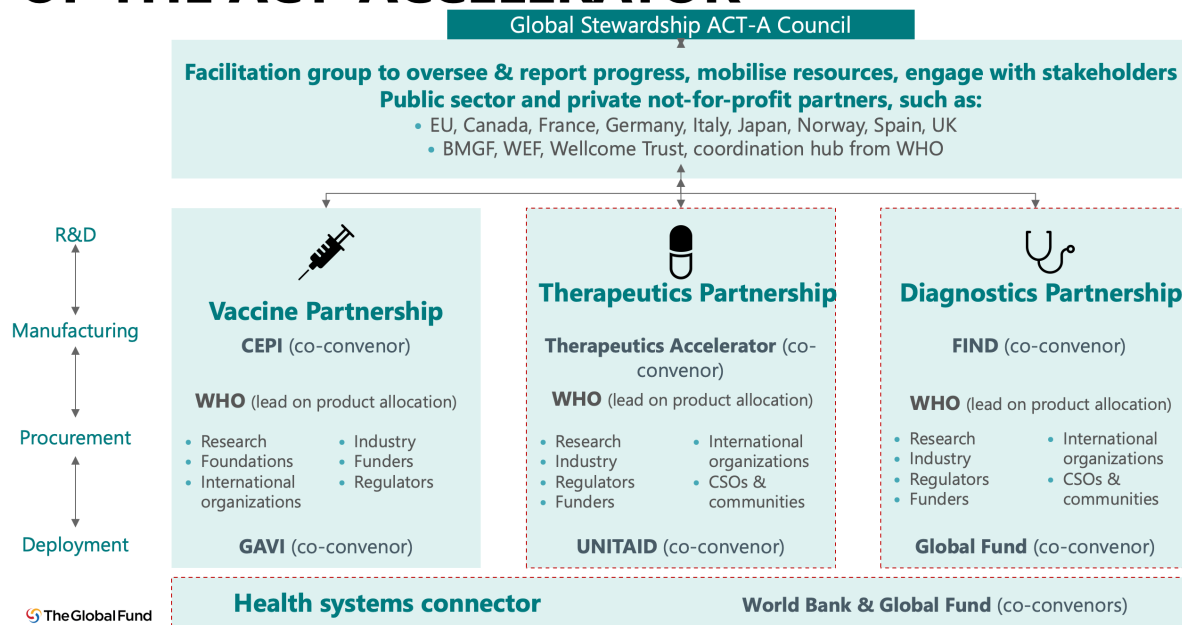 OF THE ACT-ACCELERATOR
Global Stewardship ACT-A Council
Facilitation group to oversee & report progress, mobilise resources, engage with stakeholders
Public sector and private not-for-profit partners, such as:
• EU, Canada, France, Germany, Italy, Japan, Norway, Spain, UK
• BMGF, WEF, Wellcome Trust, coordination hub from WHO
R&D
Manufacturing
Procurement
Deployment
Vaccine Partnership
CEPI (co-convenor)
WHO (lead on product allocation)
• Research
• Foundations
• International
organizations
• Industry
• Funders
• Regulators
GAVI (co-convenor)
Therapeutics Partnership
Therapeutics Accelerator (co-
convenor)
WHO (lead on product allocation)
• Research
• Industry
• Regulators
• Funders
• International
organizations
• CSOs &
communities
UNITAID (co-convenor)
Diagnostics Partnership
FIND (co-convenor)
WHO (lead on product allocation)
• Research
• Industry
• Regulators
• Funders
• International
organizations
• CSOs &
communities
Global Fund (co-convenor)
Health systems connector
World Bank & Global Fund (co-convenors)
TheGlobalFund